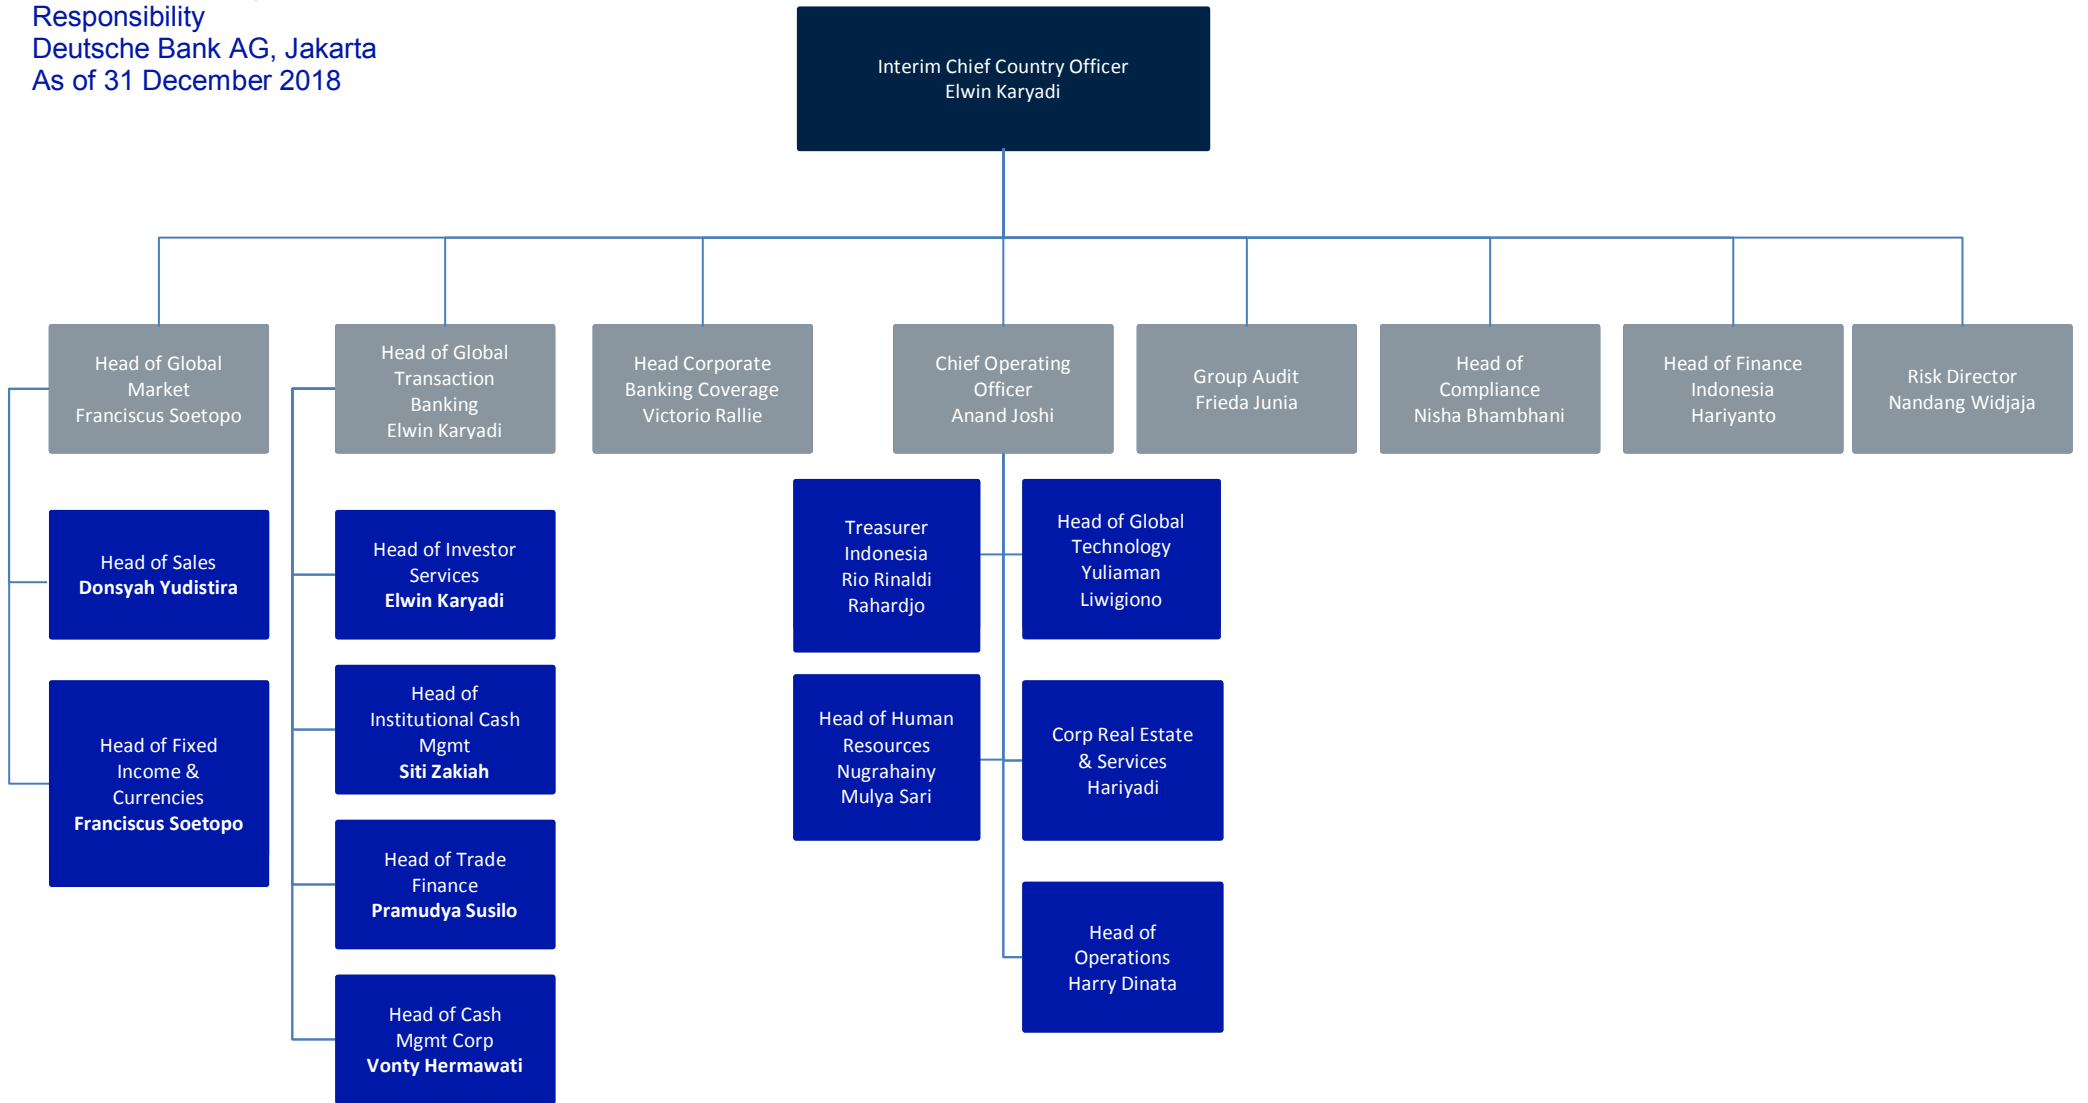 Responsibility
Deutsche Bank AG, Jakarta
As of 31 December 2018
Interim Chief Country Officer
Elwin Karyadi
Head of Global
Market
Franciscus Soetopo
Head of Global
Transaction
Banking
Elwin Karyadi
Head Corporate
Banking Coverage
Victorio Rallie
Chief Operating
Officer
Anand Joshi
Group Audit
Frieda Junia
Head of
Compliance
Nisha Bhambhani
Head of Finance
Indonesia
Hariyanto
Risk Director
Nandang Widjaja
Head of Sales
Donsyah Yudistira
Head of Fixed
Income &
Currencies
Franciscus Soetopo
Head of Investor
Services
Elwin Karyadi
Head of
Institutional Cash
Mgmt
Siti Zakiah
Head of Trade
Finance
Pramudya Susilo
Head of Cash
Mgmt Corp
Vonty Hermawati
Treasurer
Indonesia
Rio Rinaldi
Rahardjo
Head of Global
Technology
Yuliaman
Liwigiono
Head of Human
Resources
Nugrahainy
Mulya Sari
Corp Real Estate
& Services
Hariyadi
Head of
Operations
Harry Dinata